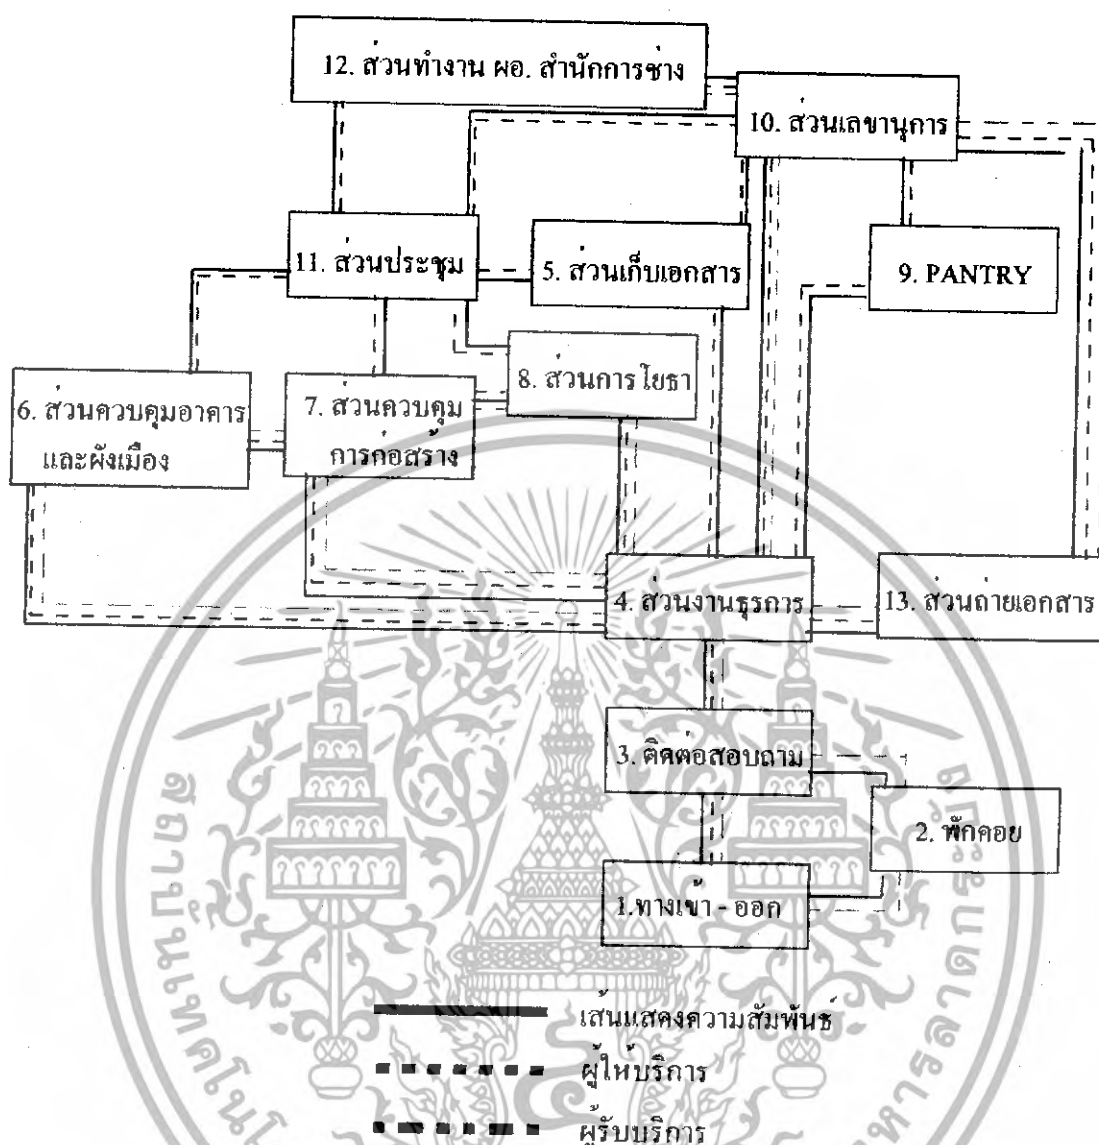 12. ส่วนทำงาน ผอ. สำนักการช่าง
10. ส่วนเลขานุการ
11. ส่วนประชุม
5. ส่วนเก็บเอกสาร
9. PANTRY
8. ส่วนการโยธา
6. ส่วนควบคุมอาคาร
และผังเมือง
7. ส่วนควบคุม
การก่อสร้าง
4. ส่วนงานธุรการ
13. ส่วนถ่ายเอกสาร
3. ติดต่อสอบถาม
2. พักคอย
1.ทางเข้า - ออก
เส้นแสดงความสัมพันธ์
ผู้ให้บริการ
ผู้รับบริการ